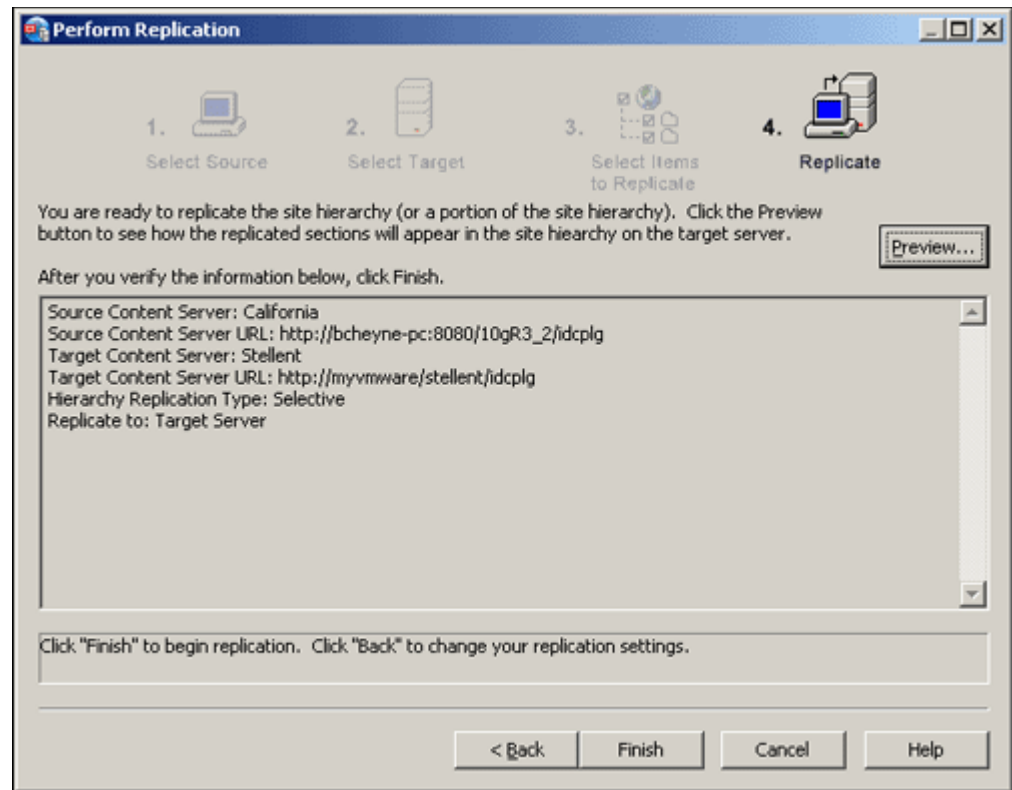 Perform Replication
1.
Select Source
2.
Select Target
3.
Select Items
to Replicate
4.
Replicate
You are ready to replicate the site hierarchy (or a portion of the site hierarchy).  Click the Preview
button to see how the replicated sections will appear in the site hiearchy on the target server.
Preview...
After you verify the information below, click Finish.
Source Content Server: California
Source Content Server URL: http://bcheyne-pc:8080/10gR3_2/idcplg
Target Content Server: Stellent
Target Content Server URL: http://myvmware/stellent/idcplg
Hierarchy Replication Type: Selective
Replicate to: Target Server
Click "Finish" to begin replication.  Click "Back" to change your replication settings.
< Back
Finish
Cancel
Help